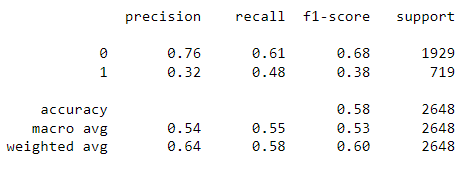 precision recall f1-score support
0 0.76 0.61 0.68 1929
1 0.32 0.48 0.38 719
accuracy 0.58 2648
macro avg 0.54 0.55 0.53 2648
weighted avg 0.64 0.58 0.60 2648